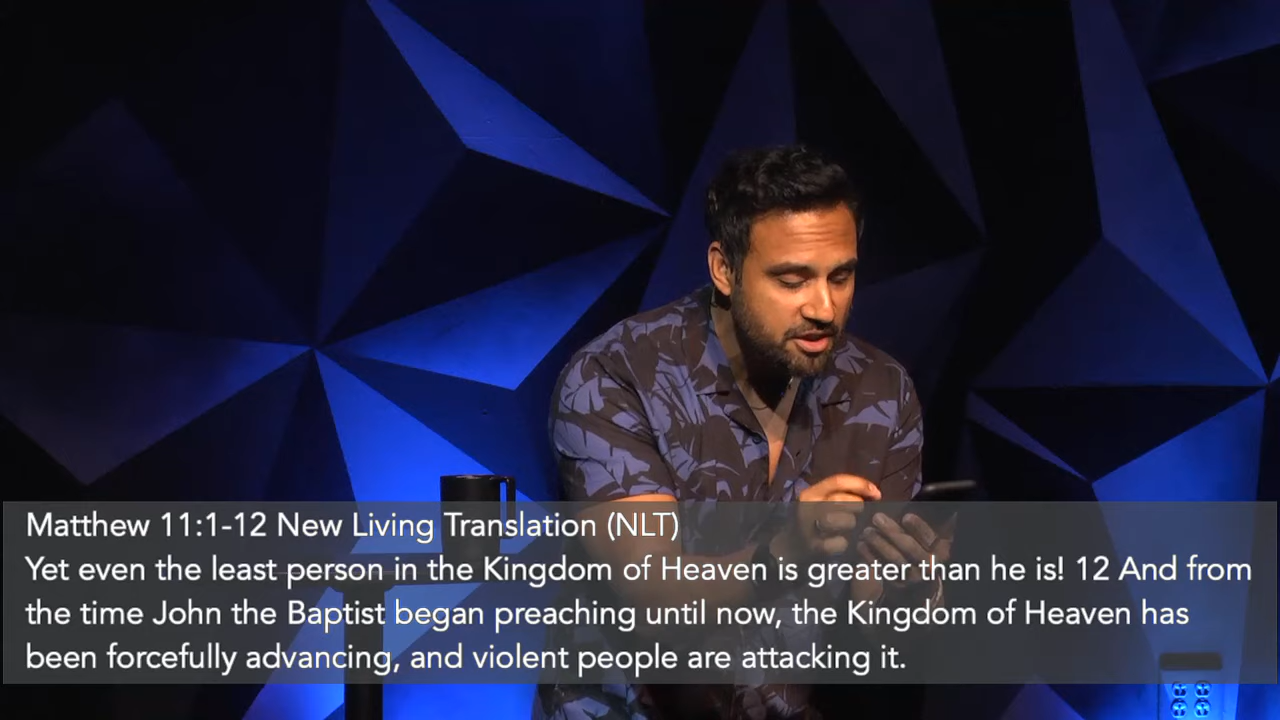 Matthew 11:1-12 New Living Translation (NLT)
Yet even the least person in the Kingdom of Heaven is greater than he is! 12 And from
the time John the Baptist began preaching until now, the Kingdom of Heaven has
been forcefully advancing, and violent people are attacking it.